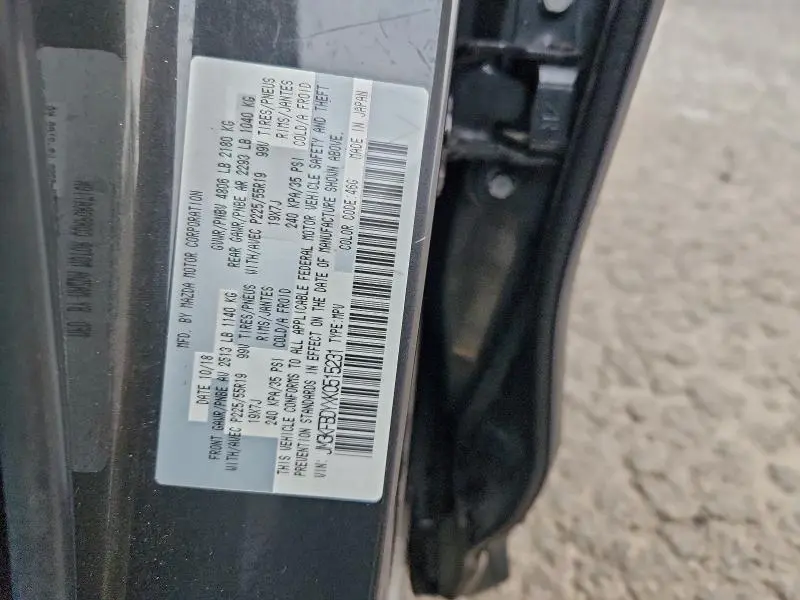 MFD. BY MAZDA MOTOR CORPORATION
DATE 10/18 GVWR/PNBV 4806 LB 2180 KG
FRONT GAWR/PNBE AV 2513 LB 1140 KG REAR GAWR/PNBE AR 2293 LB 1040 KG
WITH/AVEC P225/55R19 99V TIRES/PNEUS WITH/AVEC P225/55R19 99V TIRES/PNEUS
19X7J RIMS/JANTES 19X7J RIMS/JANTES
240 KPA/35 PSI COLD/A FROID 240 KPA/35 PSI COLD/A FROID
THIS VEHICLE CONFORMS TO ALL APPLICABLE FEDERAL MOTOR VEHICLE SAFETY AND THEFT
PREVENTION STANDARDS IN EFFECT ON THE DATE OF MANUFACTURE SHOWN ABOVE.
VIN: JM3KFBDYXK0515231 TYPE:MPV COLOR CODE:46G MADE IN JAPAN